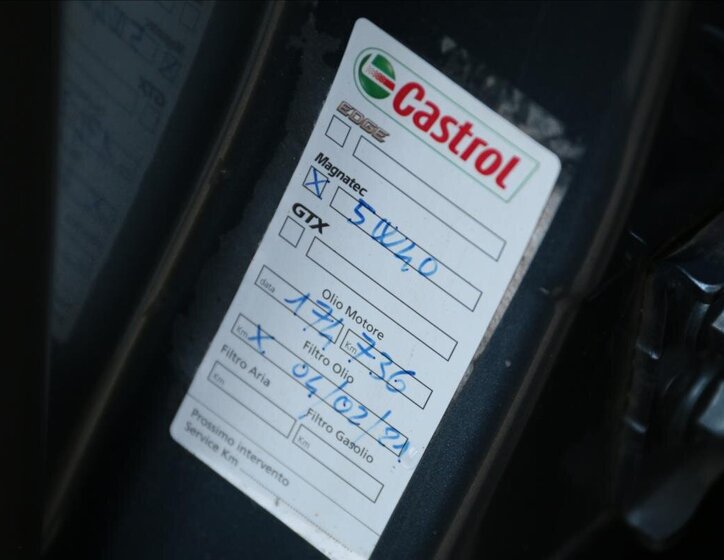 Castrol
EDGE
Magnatec
X 5W40
GTX
Olio Motore
data 174 Km 736
Filtro Olio
Km X 04/02/21
Filtro Aria Filtro Gasolio
Km Km
Prossimo intervento
Service Km